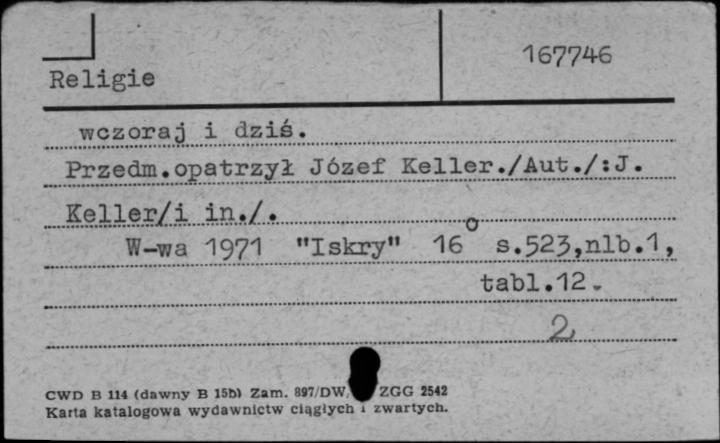 167746
Religie
wczoraj i dziś.
Przedm.opatrzył Józef Keller./Aut./:J.
Keller/i in./.
W-wa 1971 "Iskry" 16° s.523,nlb.1,
tabl.12.
2
CWD B 114 (dawny B 15b) Zam. 897/DW, ZGG 2542
Karta katalogowa wydawnictw ciągłych i zwartych.